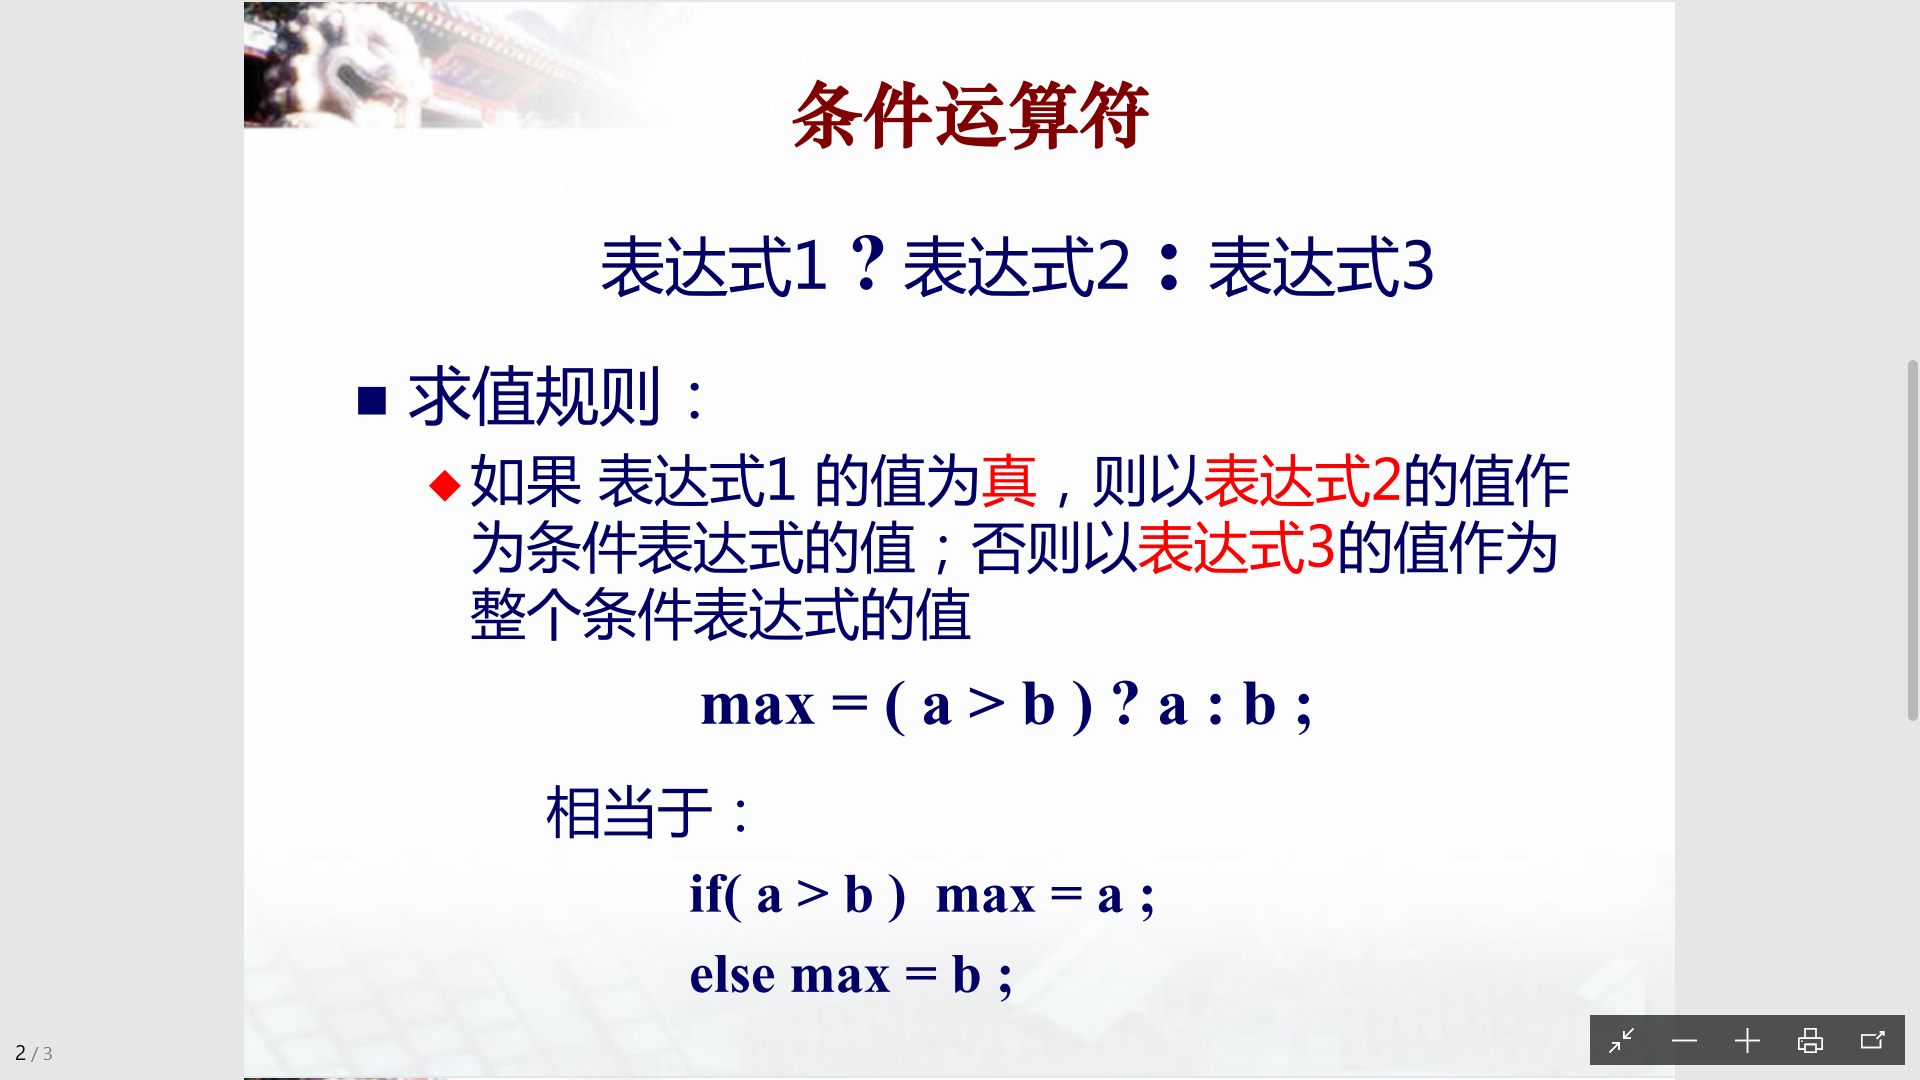 条件运算符
表达式1 ? 表达式2 : 表达式3
■ 求值规则：
◆ 如果 表达式1 的值为真，则以表达式2的值作
为条件表达式的值；否则以表达式3的值作为
整个条件表达式的值
max = ( a > b ) ? a : b ;
相当于：
if( a > b )  max = a ;
else max = b ;
2 / 3